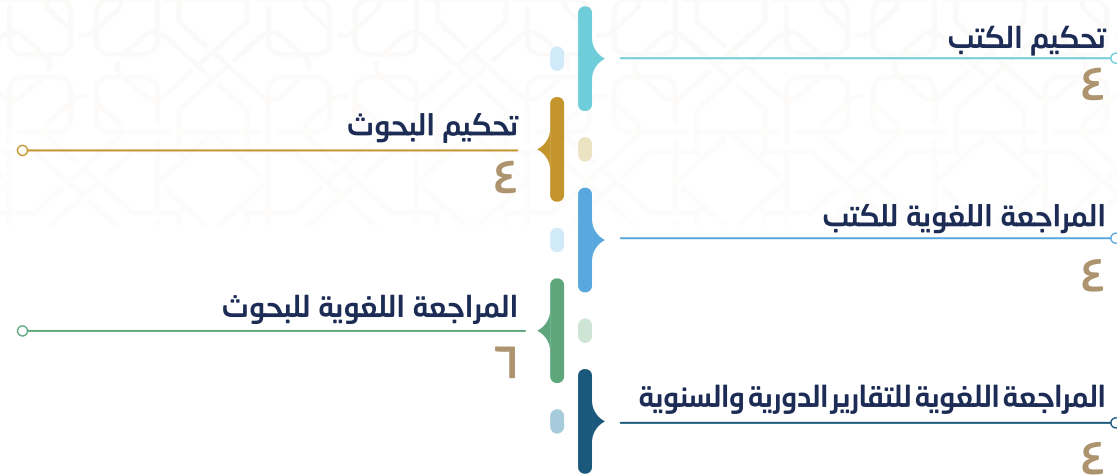 تحكيم الكتب
٤
تحكيم البحوث
٤
المراجعة اللغوية للكتب
٤
المراجعة اللغوية للبحوث
٦
المراجعة اللغوية للتقارير الدورية والسنوية
٤